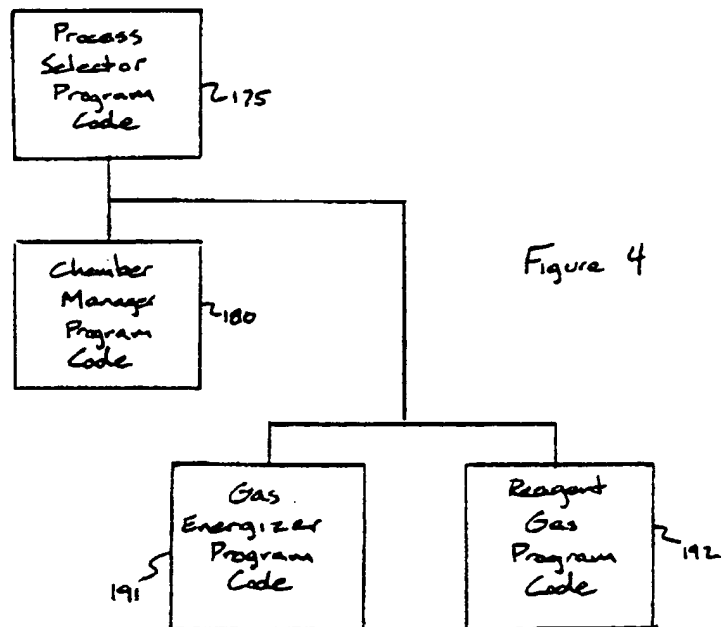 Process
Selector
Program
Code
175
Chamber
Manager
Program
Code
180
Figure 4
Gas
Energizer
Program
Code
191
Reagent
Gas
Program
Code
192